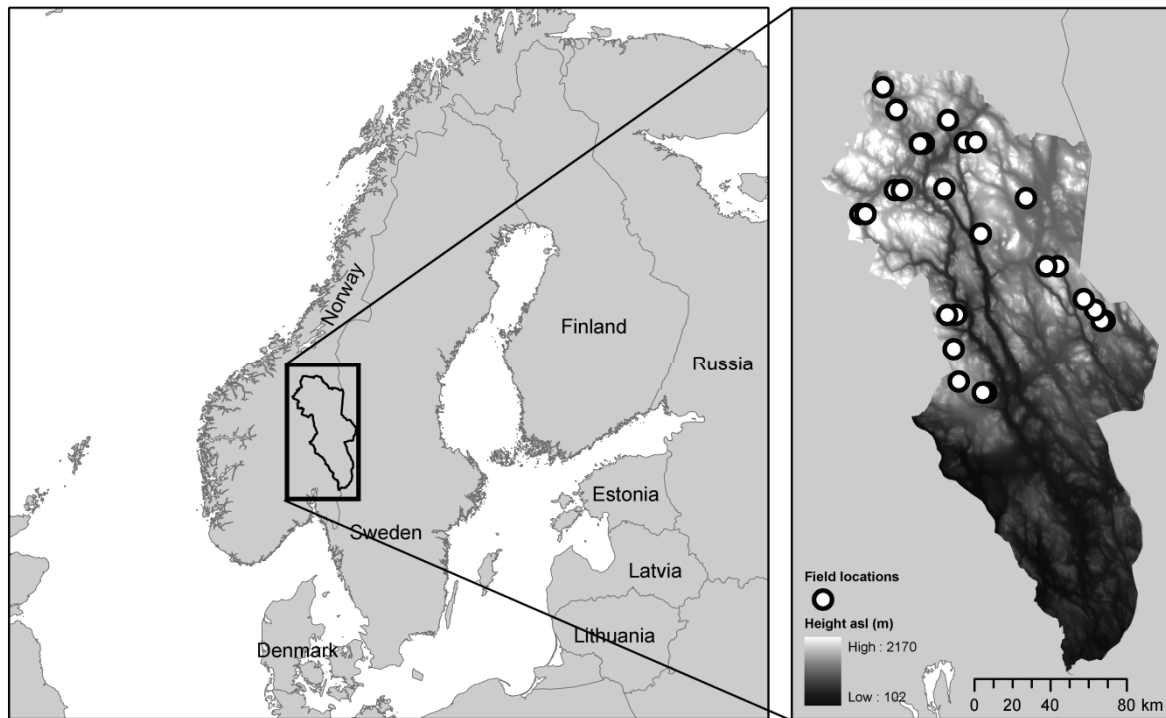 Norway
Finland
Russia
Estonia
Sweden
Latvia
Lithuania
Denmark
Field locations
Height asl (m)
High : 2170
Low : 102
0 20 40 80 km